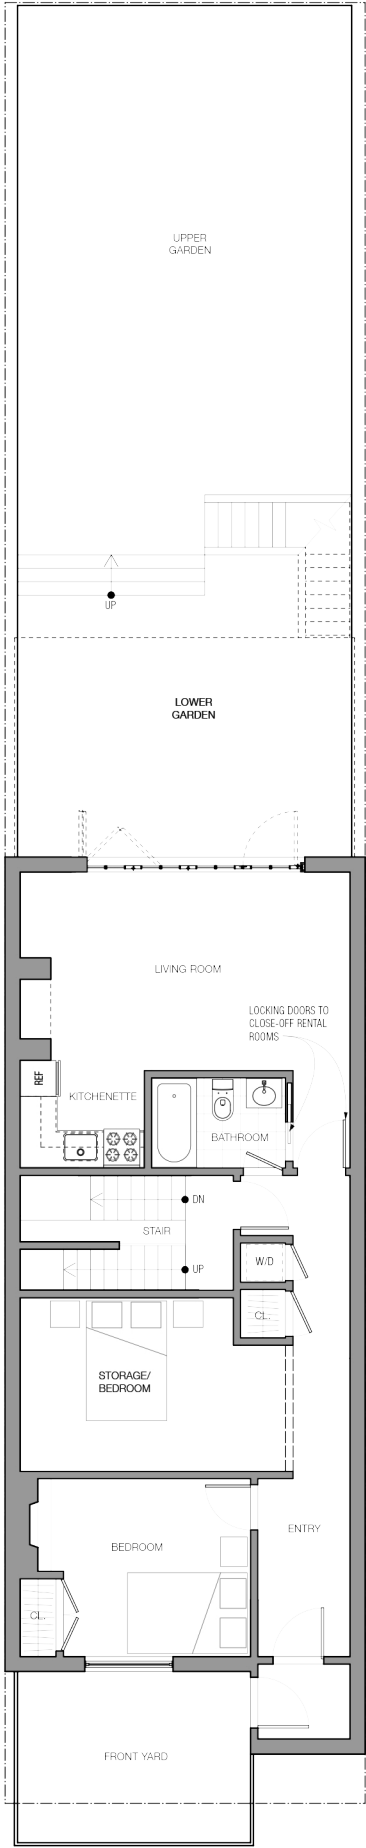 UPPER
GARDEN
UP
LOWER
GARDEN
LIVING ROOM
LOCKING DOORS TO
CLOSE-OFF RENTAL
ROOMS
REF
KITCHENETTE
BATHROOM
DN
STAIR
W/D
UP
CL.
STORAGE/
BEDROOM
ENTRY
BEDROOM
CL.
FRONT YARD